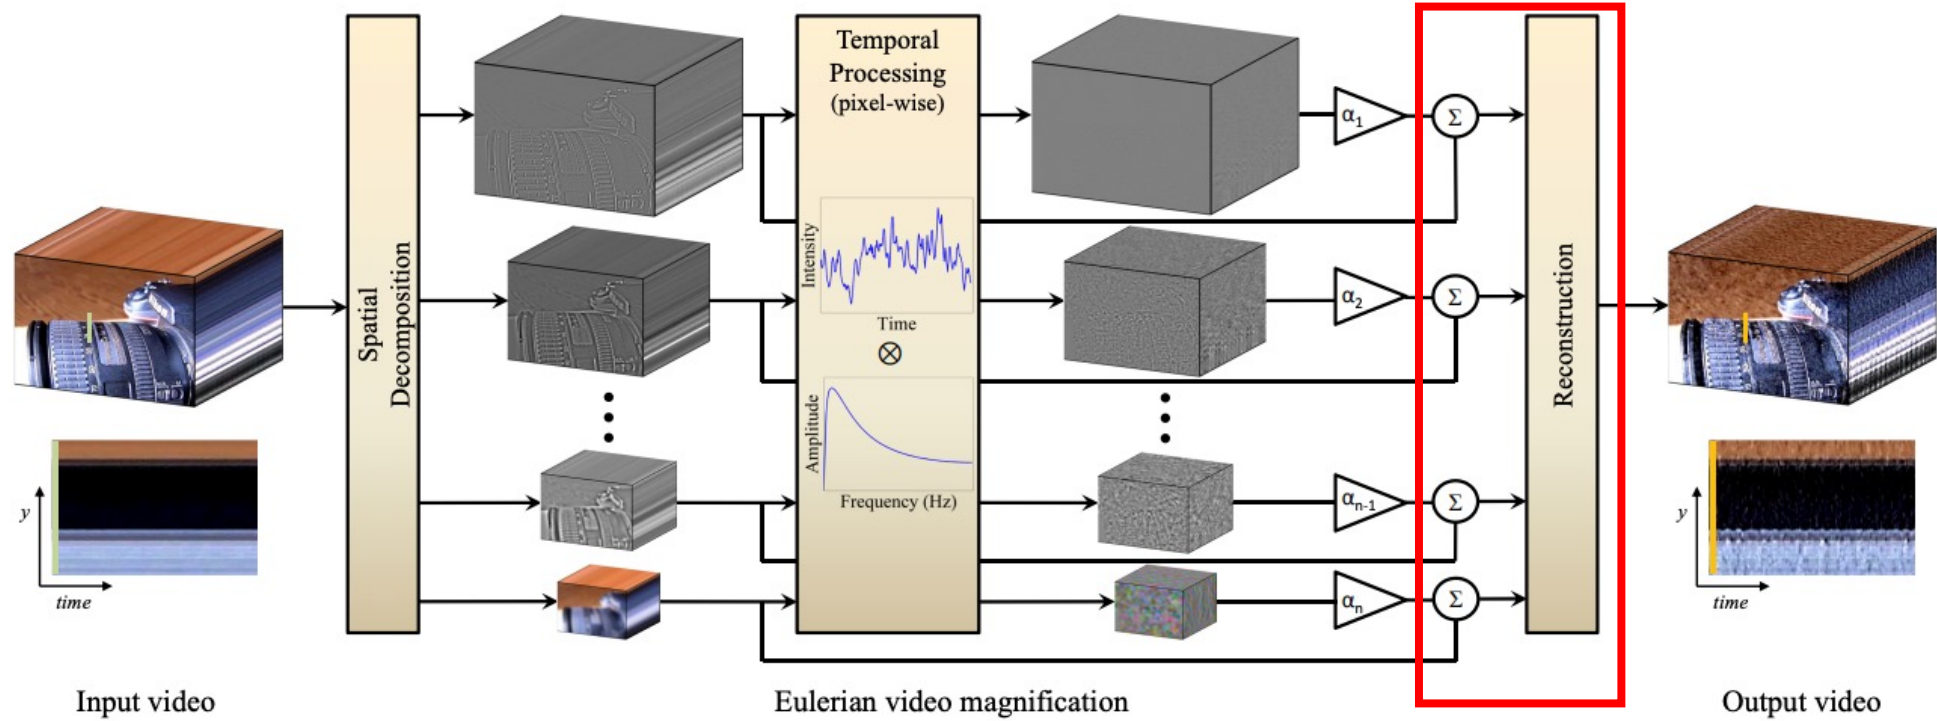 Temporal
Processing
(pixel-wise)
Spatial
Decomposition
Intensity
Time
Amplitude
Frequency (Hz)
α1
Σ
α2
Σ
αn-1
Σ
αn
Σ
Reconstruction
y
time
y
time
Input video
Eulerian video magnification
Output video